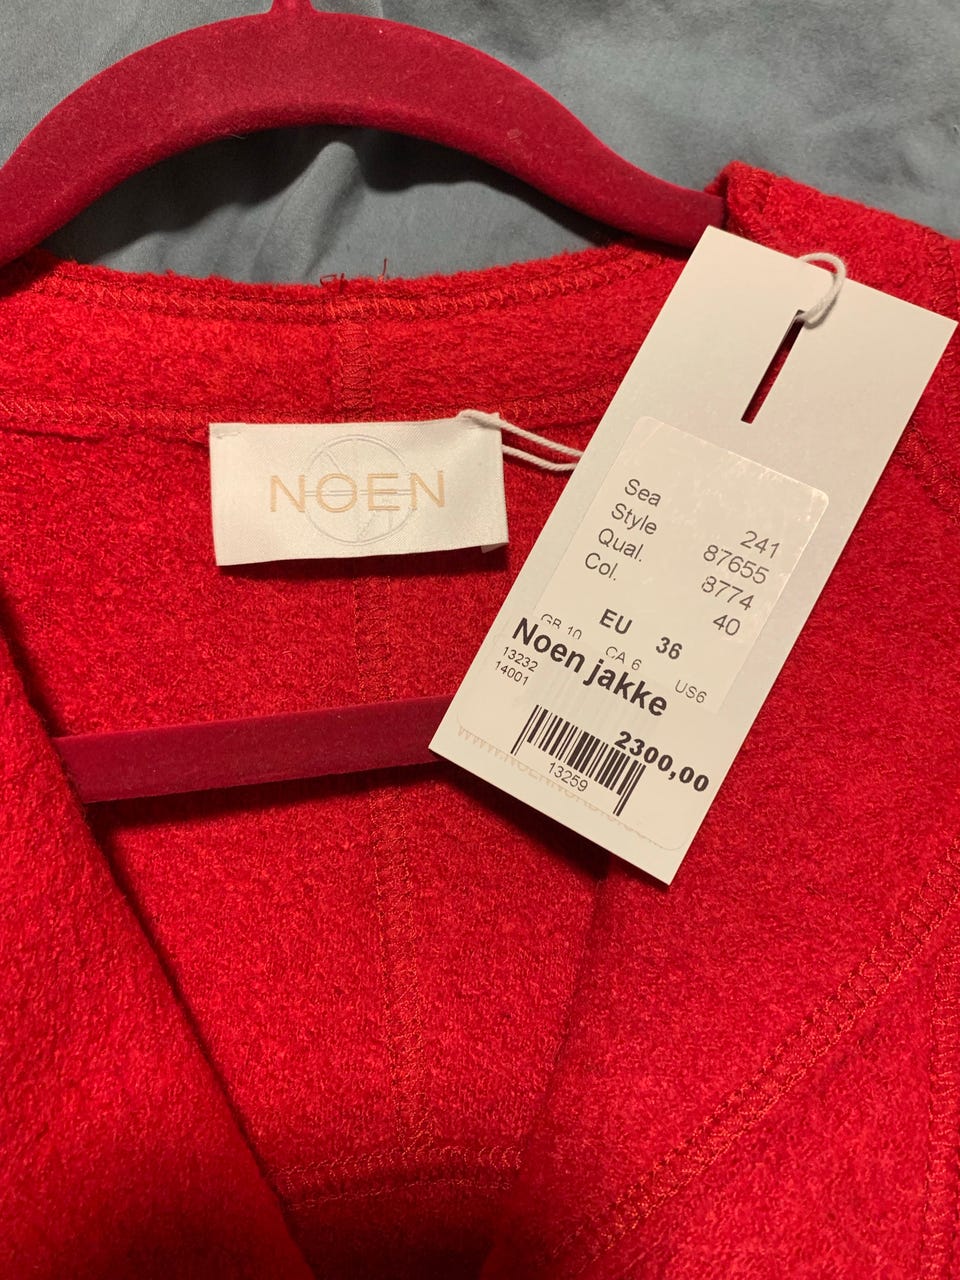 NOEN
Sea 241
Style 87655
Qual. 8774
Col. 40
EU 36
GB 10 CA 6 US6
Noen jakke
13232
14001
2300,00
13259